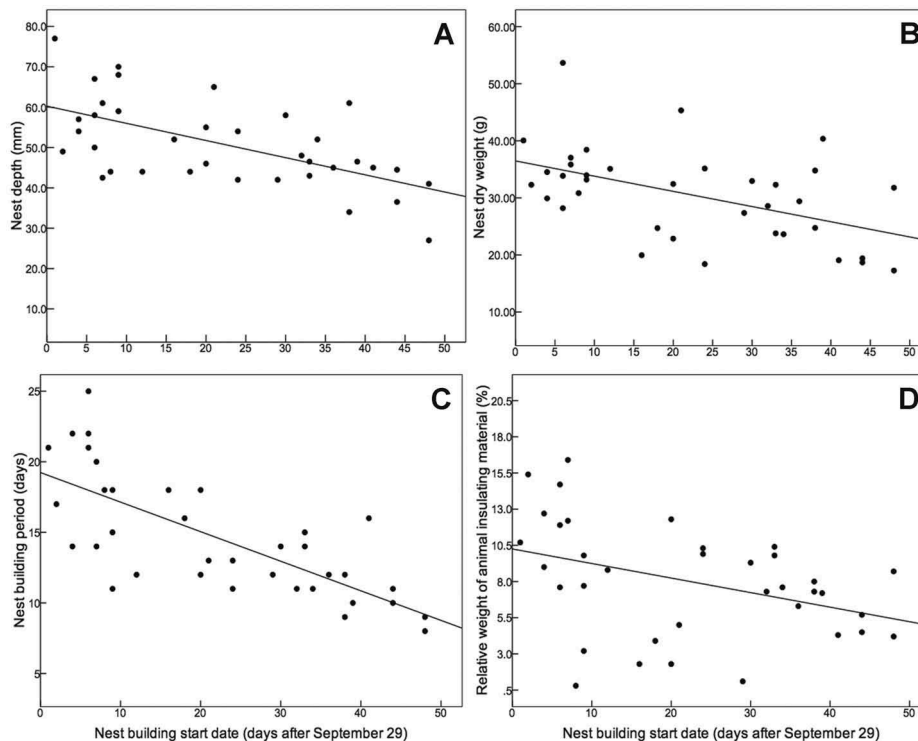 A
80.0
70.0
60.0
50.0
40.0
30.0
20.0
10.0
Nest depth (mm)
0 5 10 15 20 25 30 35 40 45 50
B
60.00
50.00
40.00
30.00
20.00
10.00
Nest dry weight (g)
0 5 10 15 20 25 30 35 40 45 50
C
25
20
15
10
5
Nest building period (days)
0 10 20 30 40 50
Nest building start date (days after September 29)
D
20.5
18.0
15.5
13.0
10.5
8.0
5.5
3.0
.5
Relative weight of animal insulating material (%)
0 10 20 30 40 50
Nest building start date (days after September 29)